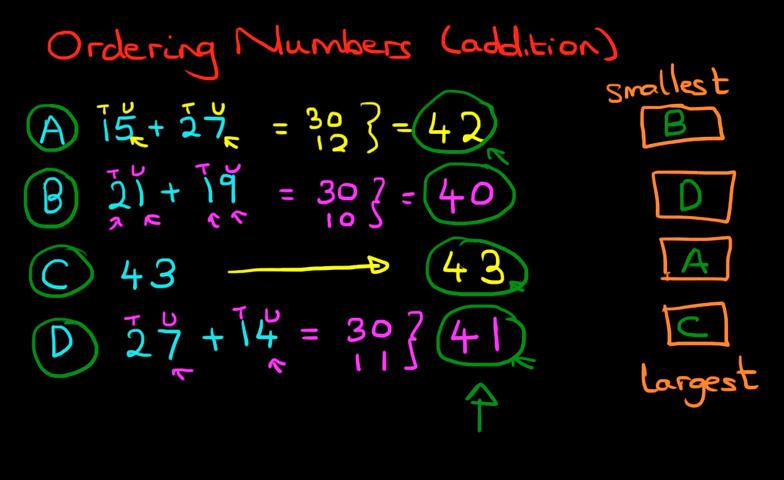 Ordering Numbers (addition)
smallest
T U T U
A 15 + 27 = 30 } = 42
12
B
T U T U
B 21 + 19 = 30 } = 40
10
D
C 43 43
A
T U T U
D 27 + 14 = 30 } 41
11
C
largest